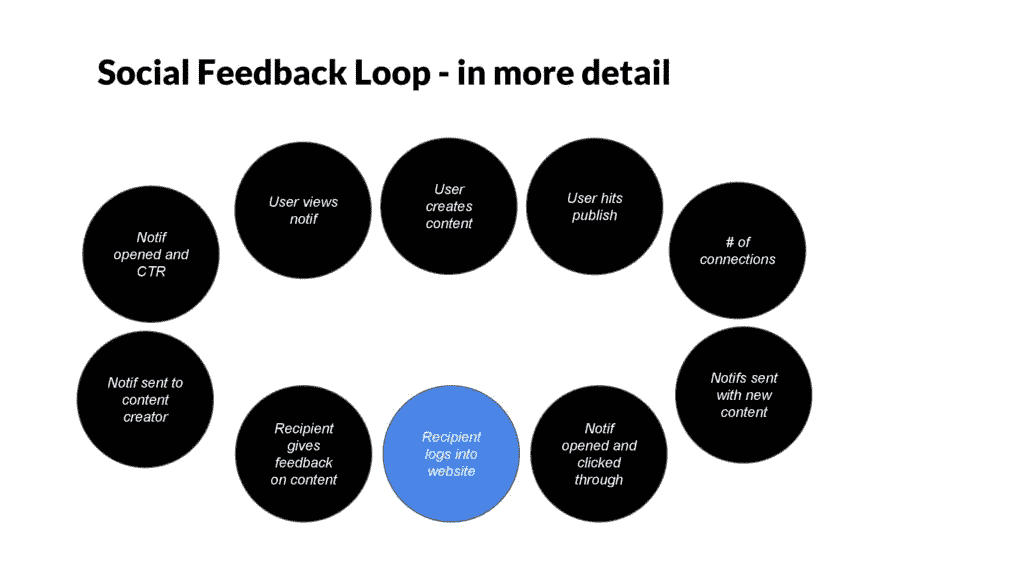 Social Feedback Loop - in more detail
User views
notif
User
creates
content
User hits
publish
# of
connections
Notifs sent
with new
content
Notif
opened and
clicked
through
Recipient
logs into
website
Recipient
gives
feedback
on content
Notif sent to
content
creator
Notif
opened and
CTR